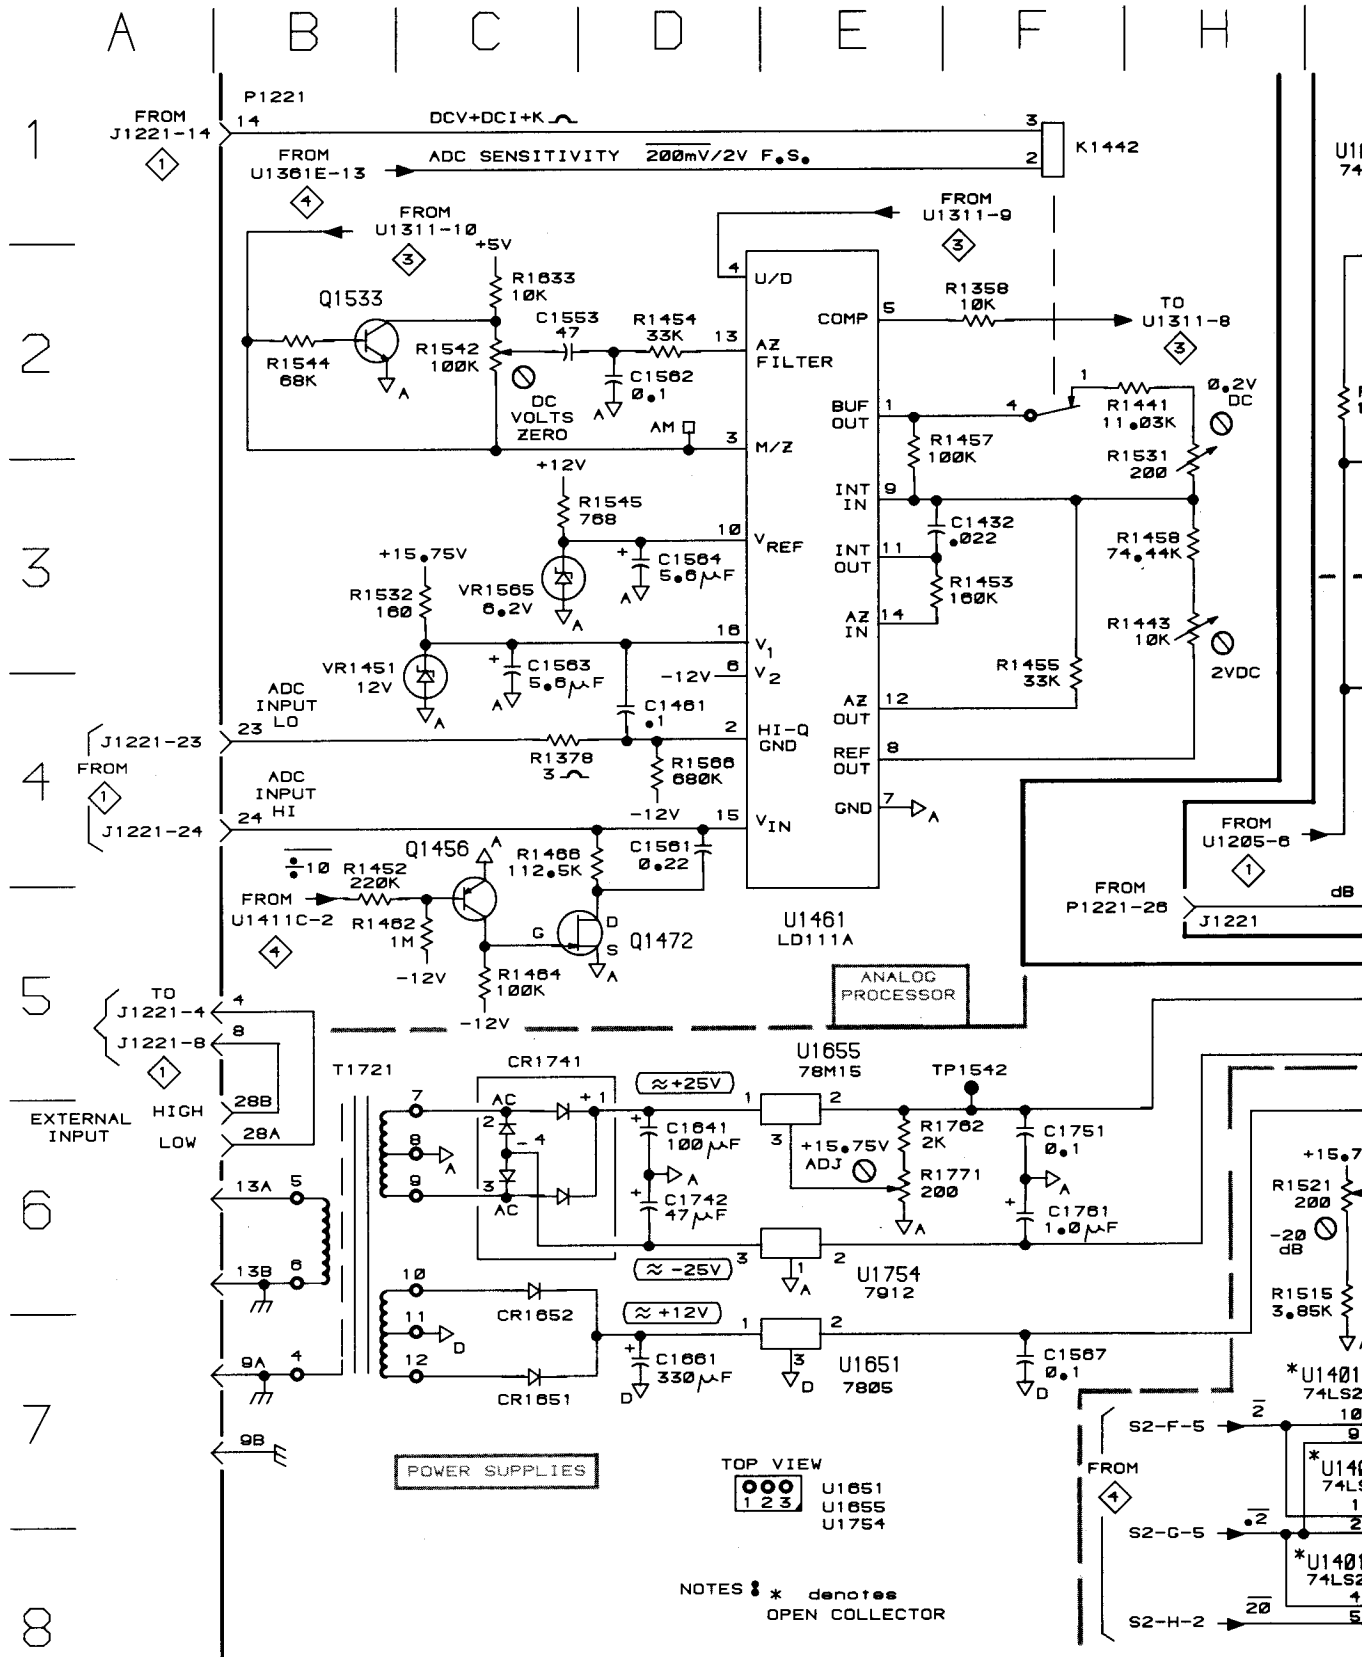 A B C D E F H
1
P1221
FROM
J1221-14
1
14
DCV+DCI+K
3
K1442
FROM
U1361E-13
4
ADC SENSITIVITY 200mV/2V F.S.
2
FROM
U1311-10
3
FROM
U1311-9
3
2
+5V
R1633
10K
Q1533
R1544
68K
A
R1542
100K
DC
VOLTS
ZERO
C1553
47
R1454
33K
C1562
0.1
A
AM
4
U/D
13
AZ
FILTER
3
M/Z
COMP
5
R1358
10K
TO
U1311-8
3
BUF
OUT
1
4
1
R1441
11.03K
0.2V
DC
R1457
100K
R1531
200
3
+12V
R1545
768
10
VREF
C1564
5.6µF
A
VR1565
6.2V
A
+15.75V
R1532
160
VR1451
12V
A
C1563
5.6µF
A
16
V1
-12V
6
V2
INT
IN
9
C1432
.022
INT
OUT
11
R1453
160K
AZ
IN
14
R1458
74.44K
R1443
10K
2VDC
R1455
33K
4
ADC
INPUT
LO
23
J1221-23
FROM
1
J1221-24
R1378
3
C1461
.1
2
HI-Q
GND
R1566
680K
-12V
ADC
INPUT
HI
24
15
VIN
AZ
OUT
12
REF
OUT
8
GND
7
A
FROM
U1205-6
1
÷10
R1452
220K
Q1456
A
R1466
112.5K
C1561
0.22
FROM
U1411C-2
4
R1462
1M
-12V
G
D
S
Q1472
A
R1464
100K
-12V
U1461
LD111A
FROM
P1221-26
J1221
dB
ANALOG
PROCESSOR
5
TO
J1221-4
J1221-8
1
4
8
EXTERNAL
INPUT
HIGH
LOW
28B
28A
T1721
CR1741
7
8
9
A
AC
2
- 4
3
AC
+ 1
≈+25V
C1641
100µF
A
C1742
47µF
≈ -25V
U1655
78M15
1
2
3
+15.75V
ADJ
R1762
2K
R1771
200
A
TP1542
C1751
0.1
A
C1761
1.0µF
6
13A
5
13B
6
3
2
1
A
U1754
7912
R1521
200
-20
dB
R1515
3.85K
A
10
11
12
D
CR1652
CR1651
≈ +12V
C1661
330µF
D
1
2
3
D
U1651
7805
C1567
0.1
D
7
9A
4
9B
POWER SUPPLIES
TOP VIEW
1 2 3
U1651
U1655
U1754
FROM
4
S2-F-5
2
S2-G-5
.2
S2-H-2
20
*U1401
10
9
1
2
*U1401
4
5
8
NOTES: * denotes
OPEN COLLECTOR